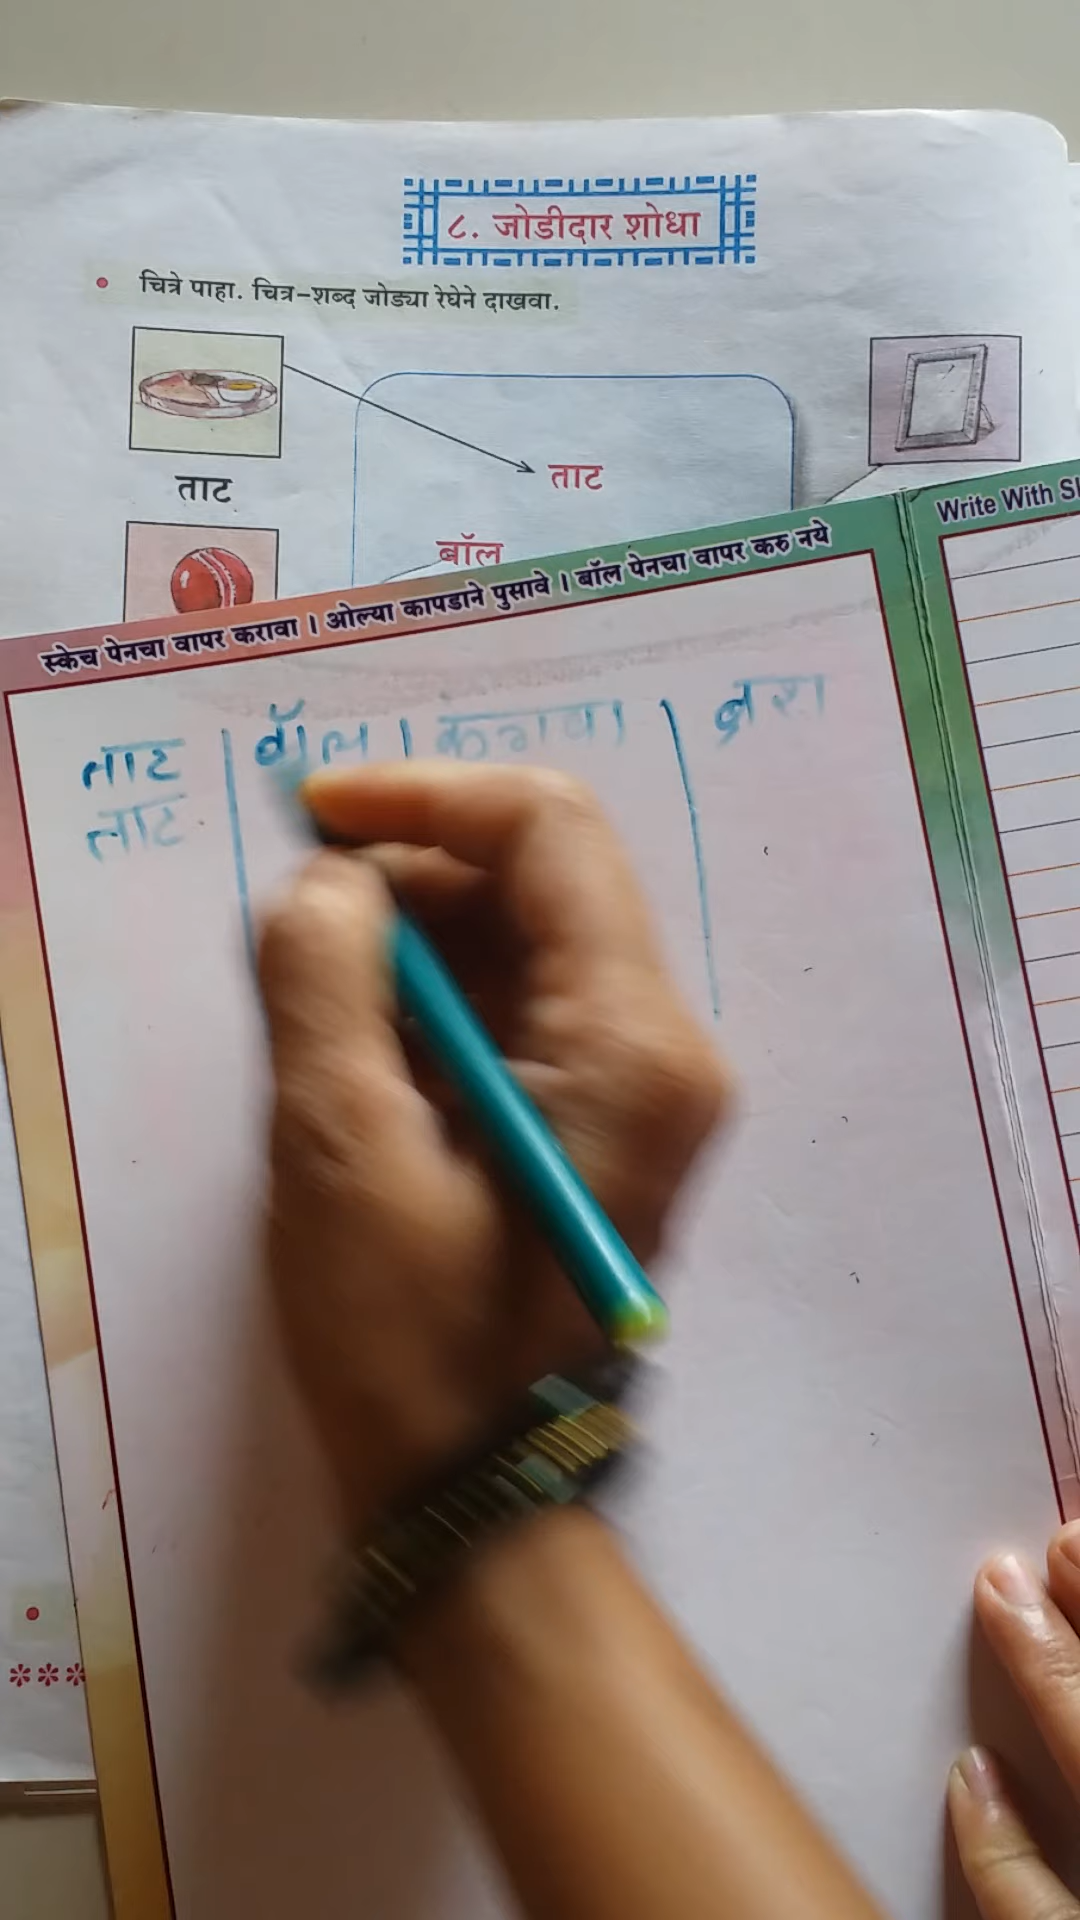 ८. जोडीदार शोधा
• चित्रे पाहा. चित्र-शब्द जोड्या रेघेने दाखवा.
ताट
ताट
बॉल
स्केच पेनचा वापर करावा । ओल्या कापडाने पुसावे । बॉल पेनचा वापर करु नये
Write With
ताट | बॉल |
ताट
***